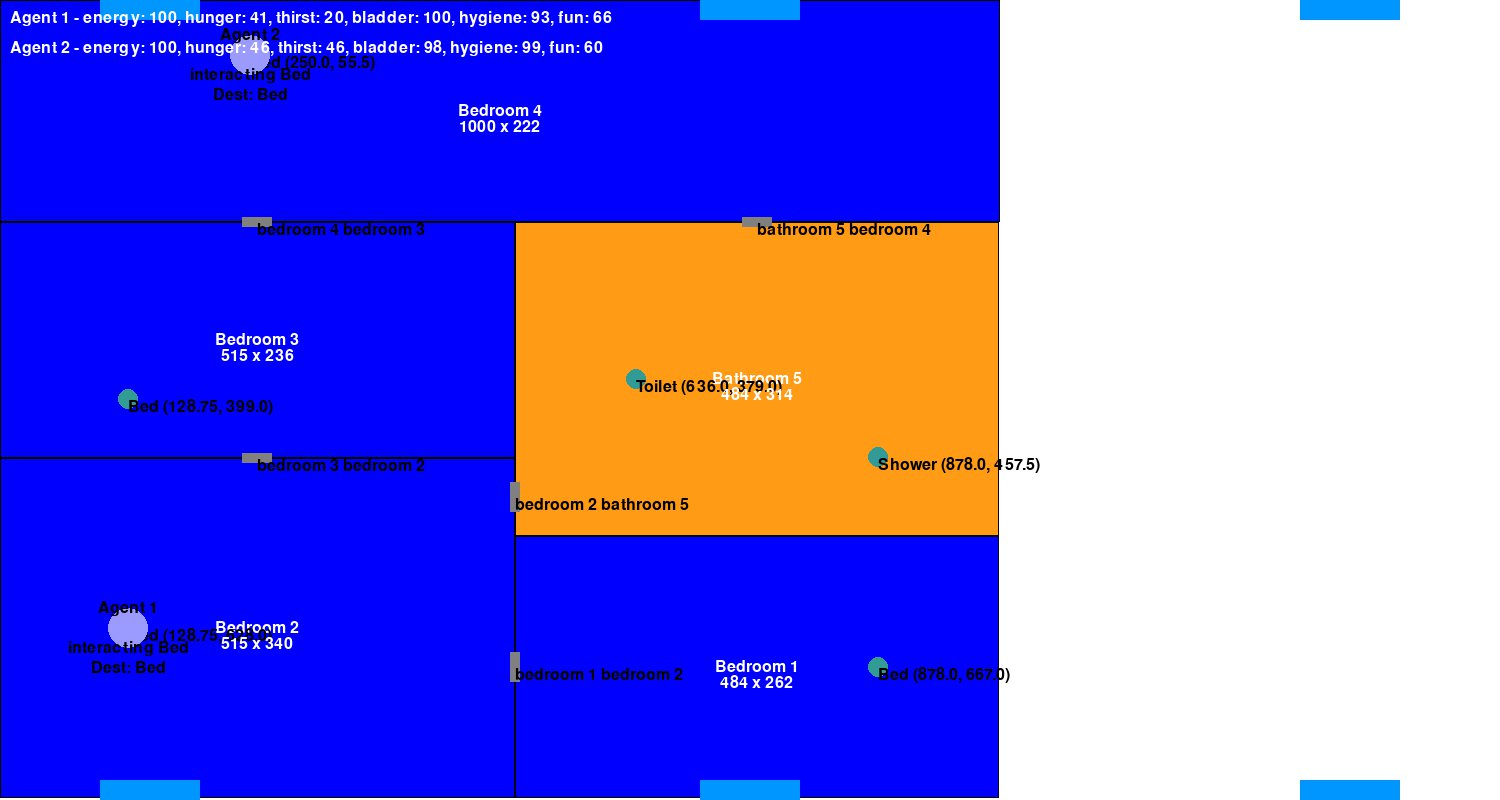 Agent 1 - energy: 100, hunger: 41, thirst: 20, bladder: 100, hygiene: 93, fun: 66
Agent 2
Agent 2 - energy: 100, hunger: 46, thirst: 46, bladder: 98, hygiene: 99, fun: 60
(250.0, 55.5)
interacting Bed
Dest: Bed
Bedroom 4
1000 x 222
bedroom 4 bedroom 3
bathroom 5 bedroom 4
Bedroom 3
515 x 236
Bed (128.75, 399.0)
Bathroom 5
484 x 314
Toilet (636.0, 379.0)
Shower (878.0, 457.5)
bedroom 3 bedroom 2
bedroom 2 bathroom 5
Agent 1
Bedroom 2
515 x 340
interacting Bed
Dest: Bed
bedroom 1 bedroom 2
Bedroom 1
484 x 262
Bed (878.0, 667.0)